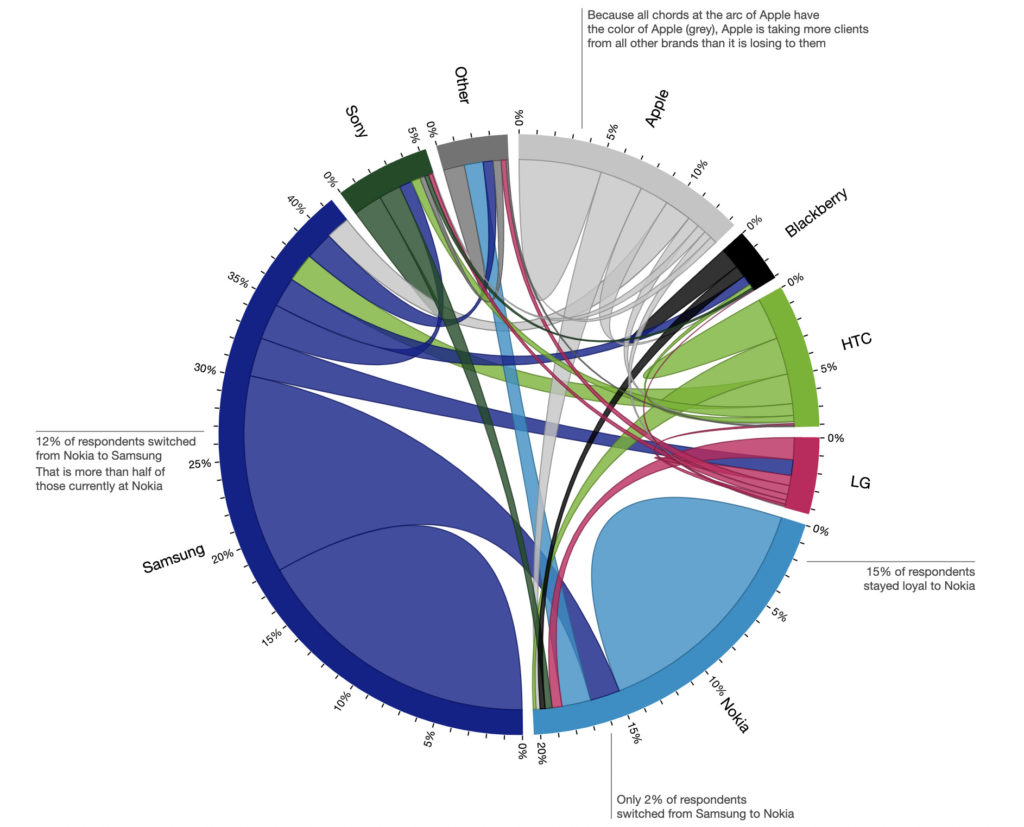 Because all chords at the arc of Apple have
the color of Apple (grey), Apple is taking more clients
from all other brands than it is losing to them
Other
Apple
Sony
Blackberry
HTC
LG
Nokia
Samsung
0%
5%
10%
0%
0%
5%
0%
0%
5%
10%
15%
20%
0%
5%
10%
15%
20%
25%
30%
35%
40%
0%
5%
0%
12% of respondents switched
from Nokia to Samsung
That is more than half of
those currently at Nokia
15% of respondents
stayed loyal to Nokia
Only 2% of respondents
switched from Samsung to Nokia